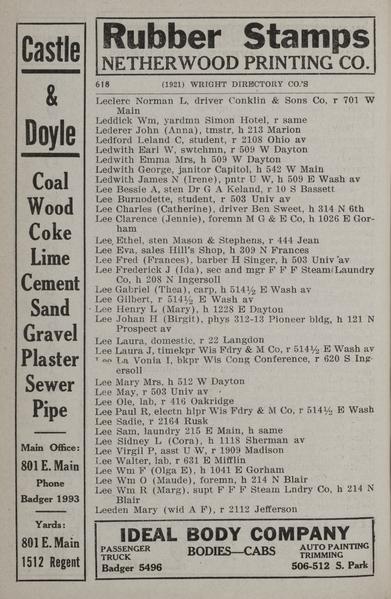 Castle
&
Doyle
Coal
Wood
Coke
Lime
Cement
Sand
Gravel
Plaster
Sewer
Pipe
Main Office:
801 E. Main
Phone
Badger 1993
Yards:
801 E. Main
1512 Regent
Rubber Stamps
NETHERWOOD PRINTING CO.
618 (1921) WRIGHT DIRECTORY CO.'S
Leclerc Norman L, driver Conklin & Sons Co, r 701 W
Main
Leddick Wm, yardmn Simon Hotel, r same
Lederer John (Anna), tmstr, h 213 Marion
Ledford Leland C, student, r 2108 Ohio av
Ledwith Earl W, swtchmn, r 509 W Dayton
Ledwith Emma Mrs, h 509 W Dayton
Ledwith George, janitor Capitol, h 542 W Main
Ledwith James N (Irene), pntr U W, h 509 E Wash av
Lee Bessie A, sten Dr G A Keland, r 10 S Bassett
Lee Burnodette, student, r 503 Univ av
Lee Charles (Catherine), driver Ben Sweet, h 314 N 6th
Lee Clarence (Jennie), foremn M G & E Co, h 1026 E Gor-
ham
Lee Ethel, sten Mason & Stephens, r 444 Jean
Lee Eva, sales Hill's Shop, h 309 N Frances
Lee Fred (Frances), barber H Singer, h 503 Univ av
Lee Frederick J (Ida), sec and mgr F F F Steam Laundry
Co, h 208 N Ingersoll
Lee Gabriel (Thea), carp, h 514½ E Wash av
Lee Gilbert, r 514½ E Wash av
Lee Henry L (Mary), h 1228 E Dayton
Lee Johan H (Birgit), phys 312-13 Pioneer bldg, h 121 N
Prospect av
Lee Laura, domestic, r 22 Langdon
Lee Laura J, timekpr Wis Fdry & M Co, r 514½ E Wash av
Lee La Vonia I, bkpr Wis Cong Conference, r 620 S Ing-
ersoll
Lee Mary Mrs, h 512 W Dayton
Lee May, r 503 Univ av
Lee Ole, lab, r 416 Oakridge
Lee Paul R, electn hlpr Wis Fdry & M Co, r 514½ E Wash
Lee Sadie, r 2164 Rusk
Lee Sam, laundry 215 E Main, h same
Lee Sidney L (Cora), h 1118 Sherman av
Lee Virgil P, asst U W, r 1909 Madison
Lee Walter, lab, r 631 E Mifflin
Lee Wm F (Olga E), h 1041 E Gorham
Lee Wm O (Maude), foremn, h 214 N Blair
Lee Wm R (Marg), supt F F F Steam Lndry Co, h 214 N
Blair
Leeden Mary (wid A F), r 2112 Jefferson
IDEAL BODY COMPANY
PASSENGER
TRUCK
BODIES—CABS
AUTO PAINTING
TRIMMING
Badger 5496
506-512 S. Park